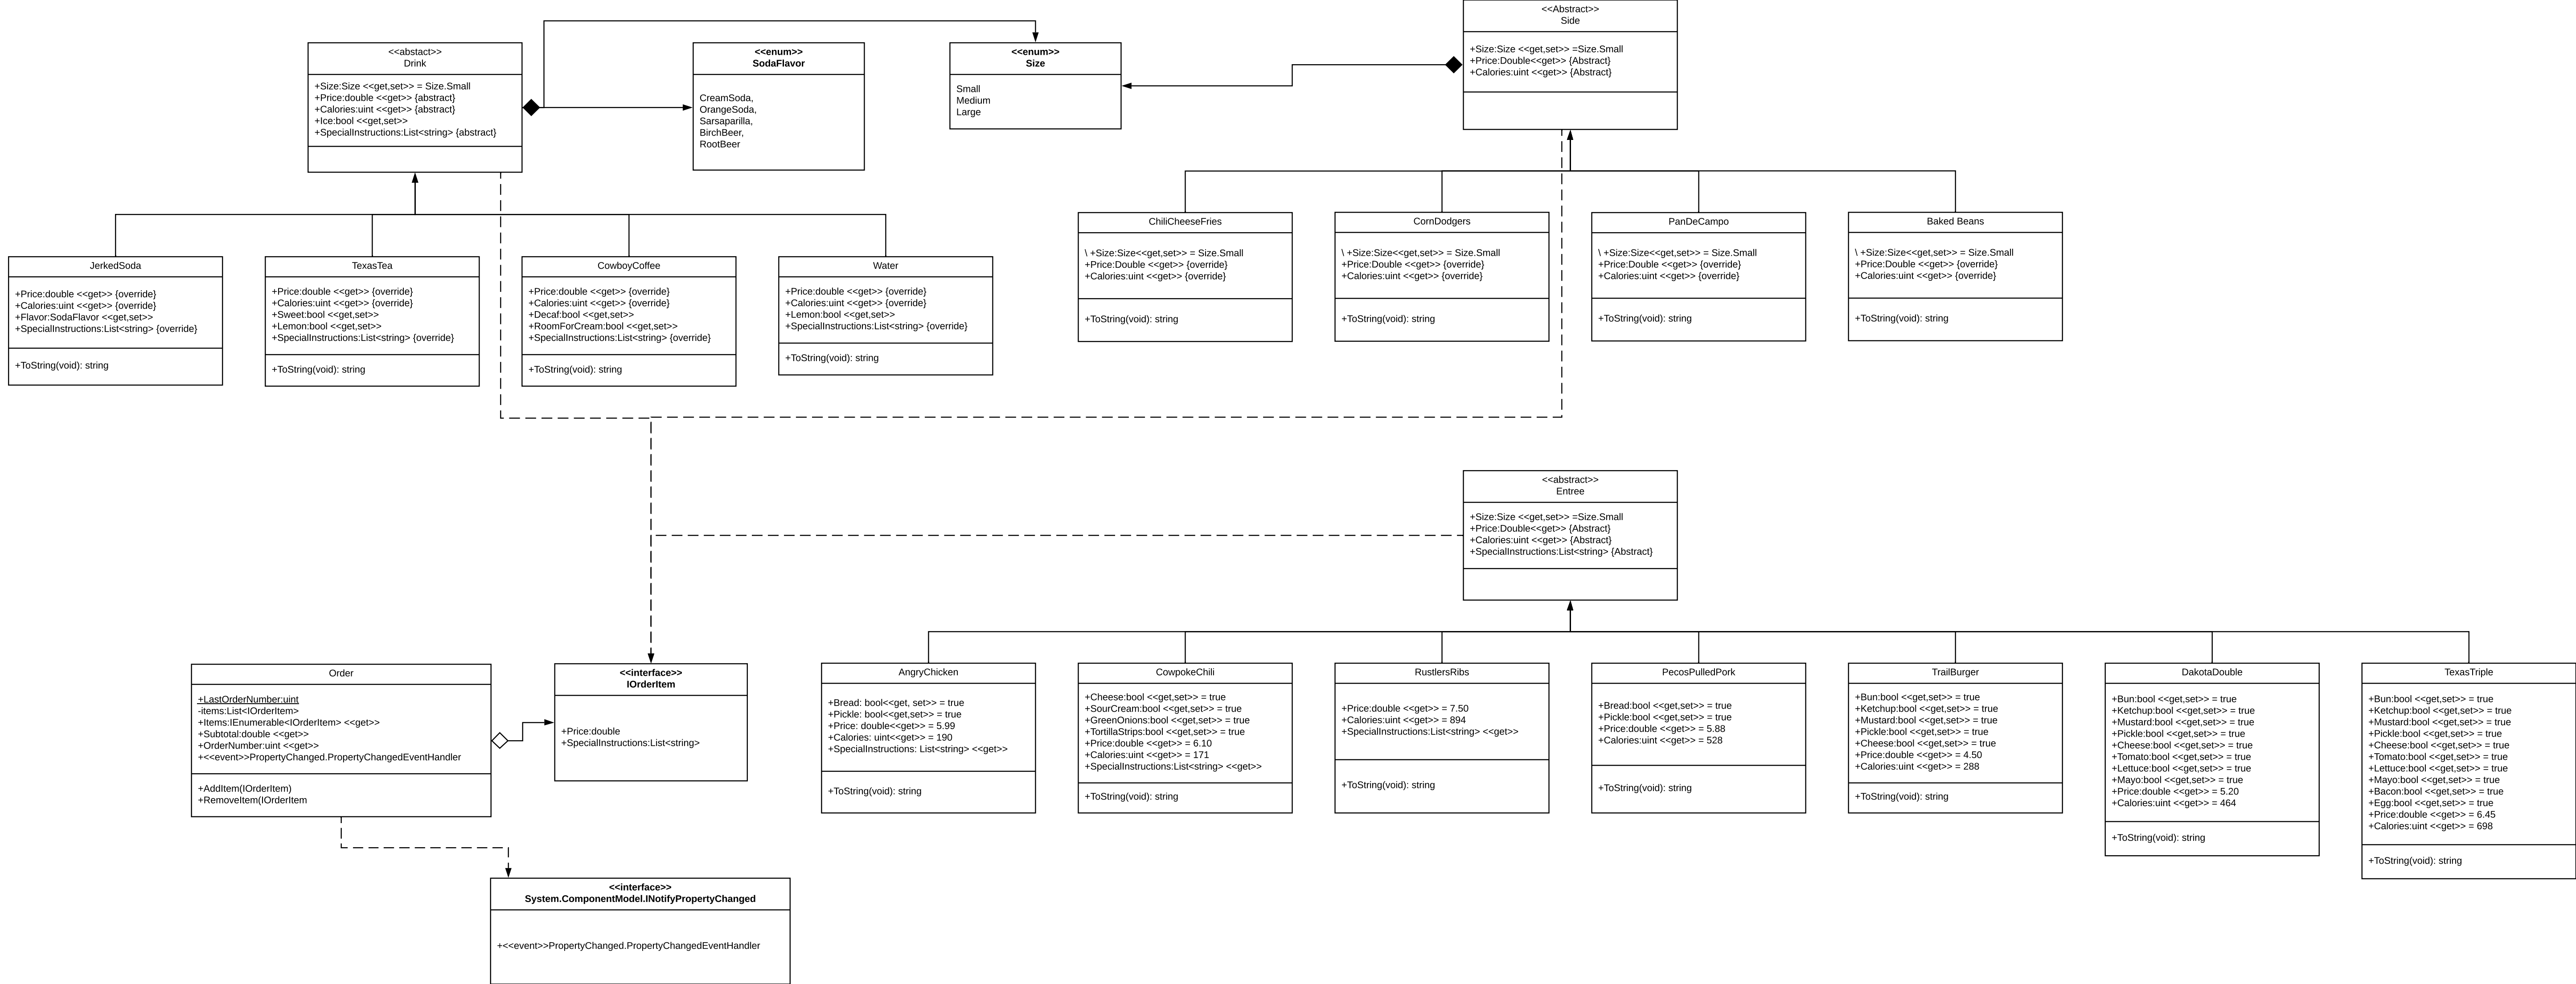 <<abstact>>
Drink
+Size:Size <<get,set>> = Size.Small
+Price:double <<get>> {abstract}
+Calories:uint <<get>> {abstract}
+Ice:bool <<get,set>>
+SpecialInstructions:List<string> {abstract}
<<enum>>
SodaFlavor
CreamSoda,
OrangeSoda,
Sarsaparilla,
BirchBeer,
RootBeer
<<enum>>
Size
Small
Medium
Large
<<Abstract>>
Side
+Size:Size <<get,set>> =Size.Small
+Price:Double<<get>> {Abstract}
+Calories:uint <<get>> {Abstract}
JerkedSoda
+Price:double <<get>> {override}
+Calories:uint <<get>> {override}
+Flavor:SodaFlavor <<get,set>>
+SpecialInstructions:List<string> {override}
+ToString(void): string
TexasTea
+Price:double <<get>> {override}
+Calories:uint <<get>> {override}
+Sweet:bool <<get,set>>
+Lemon:bool <<get,set>>
+SpecialInstructions:List<string> {override}
+ToString(void): string
CowboyCoffee
+Price:double <<get>> {override}
+Calories:uint <<get>> {override}
+Decaf:bool <<get,set>>
+RoomForCream:bool <<get,set>>
+SpecialInstructions:List<string> {override}
+ToString(void): string
Water
+Price:double <<get>> {override}
+Calories:uint <<get>> {override}
+Lemon:bool <<get,set>>
+SpecialInstructions:List<string> {override}
+ToString(void): string
ChiliCheeseFries
\ +Size:Size<<get,set>> = Size.Small
+Price:Double <<get>> {override}
+Calories:uint <<get>> {override}
+ToString(void): string
CornDodgers
\ +Size:Size<<get,set>> = Size.Small
+Price:Double <<get>> {override}
+Calories:uint <<get>> {override}
+ToString(void): string
PanDeCampo
\ +Size:Size<<get,set>> = Size.Small
+Price:Double <<get>> {override}
+Calories:uint <<get>> {override}
+ToString(void): string
Baked Beans
\ +Size:Size<<get,set>> = Size.Small
+Price:Double <<get>> {override}
+Calories:uint <<get>> {override}
+ToString(void): string
<<abstract>>
Entree
+Size:Size <<get,set>> =Size.Small
+Price:Double<<get>> {Abstract}
+Calories:uint <<get>> {Abstract}
+SpecialInstructions:List<string> {Abstract}
Order
+LastOrderNumber:uint
-items:List<IOrderItem>
+Items:IEnumerable<IOrderItem> <<get>>
+Subtotal:double <<get>>
+OrderNumber:uint <<get>>
+<<event>>PropertyChanged.PropertyChangedEventHandler
+AddItem(IOrderItem)
+RemoveItem(IOrderItem
<<interface>>
IOrderItem
+Price:double
+SpecialInstructions:List<string>
AngryChicken
+Bread: bool<<get, set>> = true
+Pickle: bool<<get,set>> = true
+Price: double<<get>> = 5.99
+Calories: uint<<get>> = 190
+SpecialInstructions: List<string> <<get>>
+ToString(void): string
CowpokeChili
+Cheese:bool <<get,set>> = true
+SourCream:bool <<get,set>> = true
+GreenOnions:bool <<get,set>> = true
+TortillaStrips:bool <<get,set>> = true
+Price:double <<get>> = 6.10
+Calories:uint <<get>> = 171
+SpecialInstructions:List<string> <<get>>
+ToString(void): string
RustlersRibs
+Price:double <<get>> = 7.50
+Calories:uint <<get>> = 894
+SpecialInstructions:List<string> <<get>>
+ToString(void): string
PecosPulledPork
+Bread:bool <<get,set>> = true
+Pickle:bool <<get,set>> = true
+Price:double <<get>> = 5.88
+Calories:uint <<get>> = 528
+ToString(void): string
TrailBurger
+Bun:bool <<get,set>> = true
+Ketchup:bool <<get,set>> = true
+Mustard:bool <<get,set>> = true
+Pickle:bool <<get,set>> = true
+Cheese:bool <<get,set>> = true
+Price:double <<get>> = 4.50
+Calories:uint <<get>> = 288
+ToString(void): string
DakotaDouble
+Bun:bool <<get,set>> = true
+Ketchup:bool <<get,set>> = true
+Mustard:bool <<get,set>> = true
+Pickle:bool <<get,set>> = true
+Cheese:bool <<get,set>> = true
+Tomato:bool <<get,set>> = true
+Lettuce:bool <<get,set>> = true
+Mayo:bool <<get,set>> = true
+Price:double <<get>> = 5.20
+Calories:uint <<get>> = 464
+ToString(void): string
TexasTriple
+Bun:bool <<get,set>> = true
+Ketchup:bool <<get,set>> = true
+Mustard:bool <<get,set>> = true
+Pickle:bool <<get,set>> = true
+Cheese:bool <<get,set>> = true
+Tomato:bool <<get,set>> = true
+Lettuce:bool <<get,set>> = true
+Mayo:bool <<get,set>> = true
+Bacon:bool <<get,set>> = true
+Egg:bool <<get,set>> = true
+Price:double <<get>> = 6.45
+Calories:uint <<get>> = 698
+ToString(void): string
<<interface>>
System.ComponentModel.INotifyPropertyChanged
+<<event>>PropertyChanged.PropertyChangedEventHandler